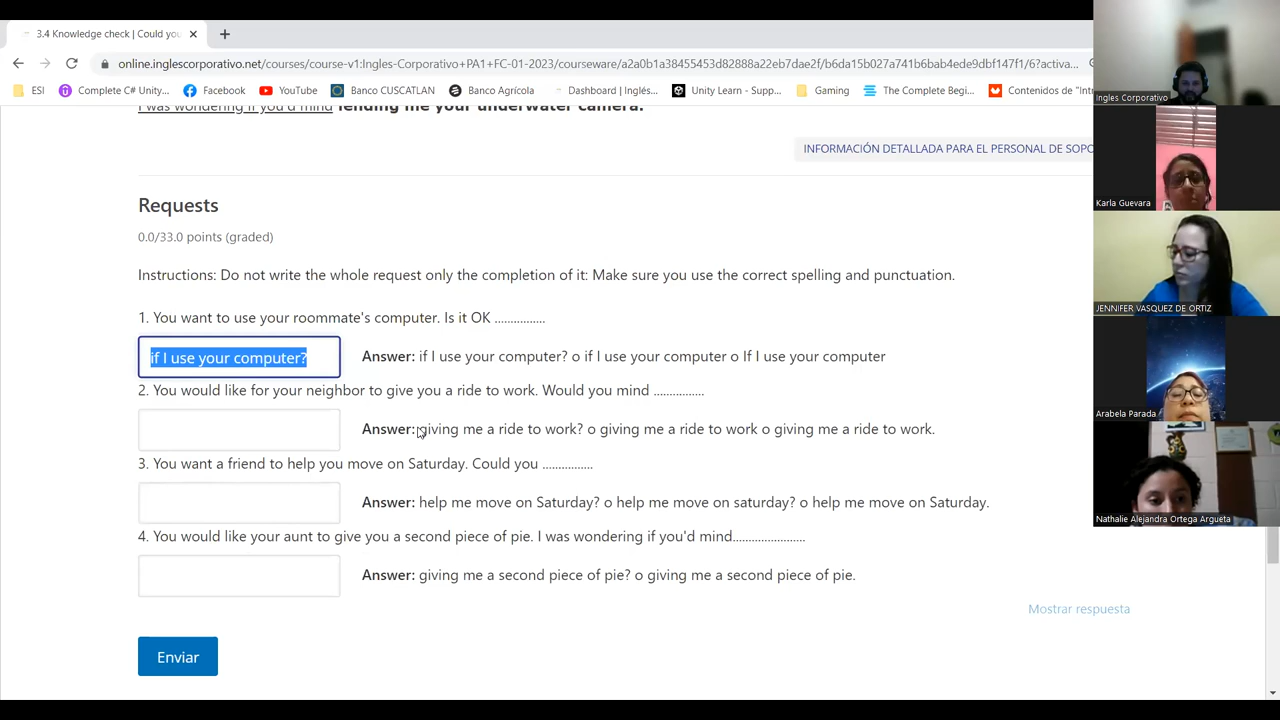 3.4 Knowledge check | Could you
online.inglescorporativo.net/courses/course-v1:Ingles-Corporativo+PA1+FC-01-2023/courseware/a2a0b1a38455453d82888a22eb7dae2f/b6da15b027a741b6bab4ede9dbf147f1/6?activa...
ESI Complete C# Unity... Facebook YouTube Banco CUSCATLAN Banco Agrícola Dashboard | Inglés... Unity Learn - Supp... Gaming The Complete Begi... Contenidos de "Int
I was wondering if you'd mind lending me your underwater camera.
INFORMACIÓN DETALLADA PARA EL PERSONAL DE SOPO
Requests
0.0/33.0 points (graded)
Instructions: Do not write the whole request only the completion of it: Make sure you use the correct spelling and punctuation.
1. You want to use your roommate's computer. Is it OK ...............
if I use your computer?
Answer: if I use your computer? o if I use your computer o If I use your computer
2. You would like for your neighbor to give you a ride to work. Would you mind ...............
Answer: giving me a ride to work? o giving me a ride to work o giving me a ride to work.
3. You want a friend to help you move on Saturday. Could you ...............
Answer: help me move on Saturday? o help me move on saturday? o help me move on Saturday.
4. You would like your aunt to give you a second piece of pie. I was wondering if you'd mind......................
Answer: giving me a second piece of pie? o giving me a second piece of pie.
Mostrar respuesta
Enviar
Ingles Corporativo
Karla Guevara
JENNIFER VASQUEZ DE ORTIZ
Arabela Parada
Nathalie Alejandra Ortega Argueta